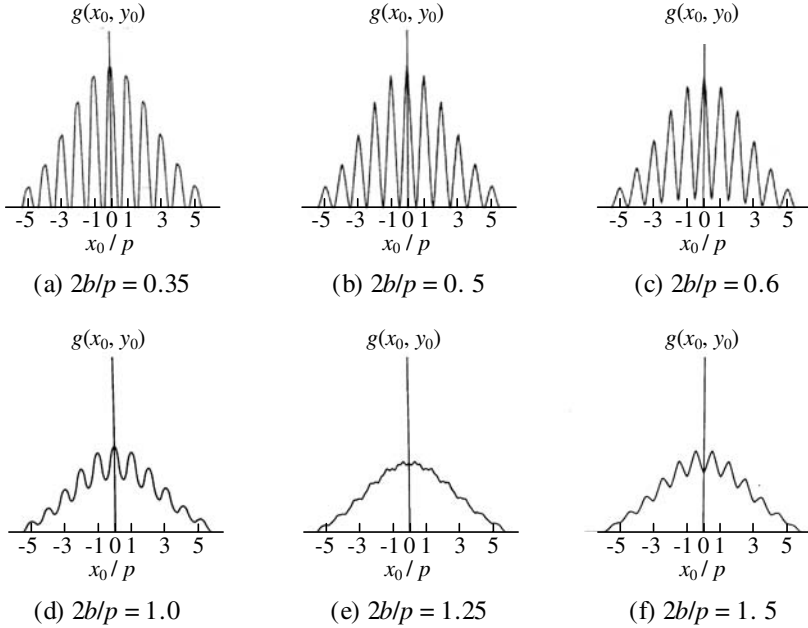 g(x₀, y₀) g(x₀, y₀) g(x₀, y₀)
-5 -3 -1 0 1 3 5 -5 -3 -1 0 1 3 5 -5 -3 -1 0 1 3 5
x₀ / p x₀ / p x₀ / p
(a) 2b/p = 0.35 (b) 2b/p = 0. 5 (c) 2b/p = 0.6
g(x₀, y₀) g(x₀, y₀) g(x₀, y₀)
-5 -3 -1 0 1 3 5 -5 -3 -1 0 1 3 5 -5 -3 -1 0 1 3 5
x₀ / p x₀ / p x₀ / p
(d) 2b/p = 1.0 (e) 2b/p = 1.25 (f) 2b/p = 1. 5